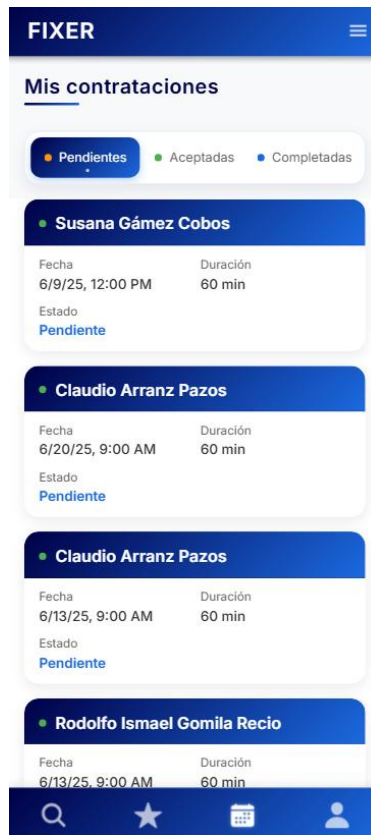 FIXER
Mis contrataciones
Pendientes Aceptadas Completadas
Susana Gámez Cobos
Fecha Duración
6/9/25, 12:00 PM 60 min
Estado
Pendiente
Claudio Arranz Pazos
Fecha Duración
6/20/25, 9:00 AM 60 min
Estado
Pendiente
Claudio Arranz Pazos
Fecha Duración
6/13/25, 9:00 AM 60 min
Estado
Pendiente
Rodolfo Ismael Gomila Recio
Fecha Duración
6/13/25, 9:00 AM 60 min